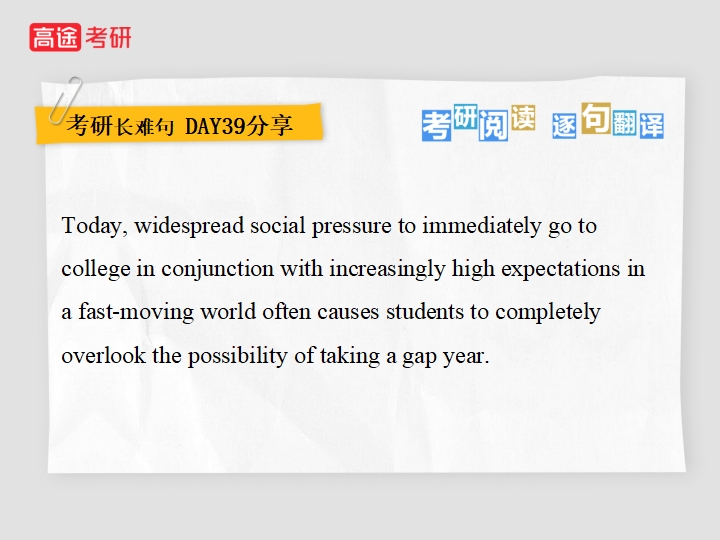 高途考研
考研长难句 DAY39分享
考研阅读 逐句翻译
Today, widespread social pressure to immediately go to
college in conjunction with increasingly high expectations in
a fast-moving world often causes students to completely
overlook the possibility of taking a gap year.